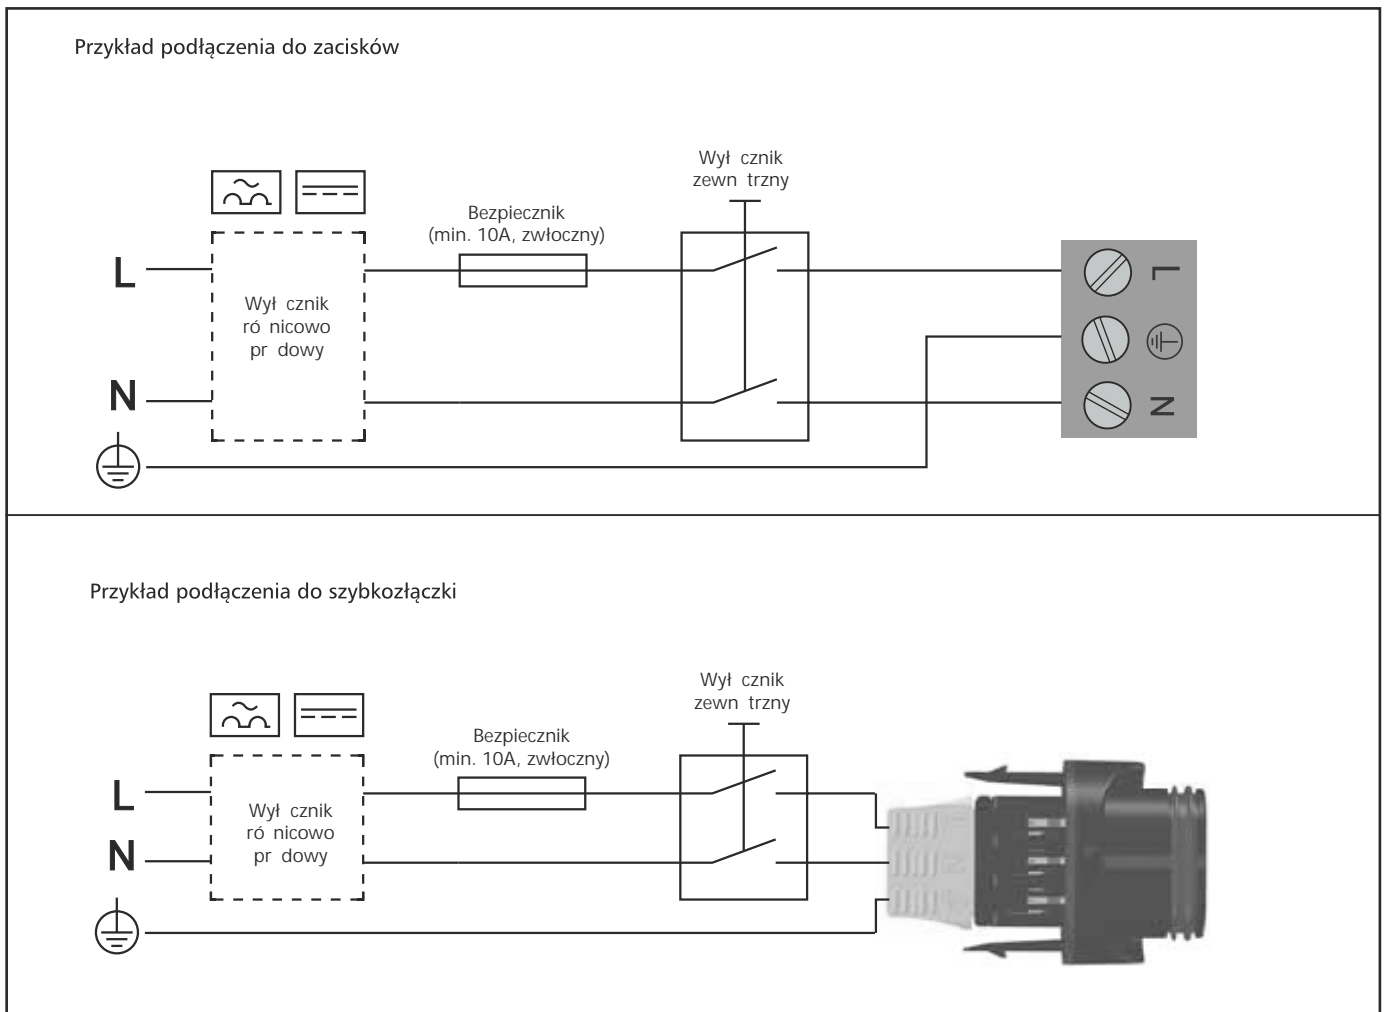 Przykład podłączenia do zacisków
Wył cznik
zewn trzny
Bezpiecznik
(min. 10A, zwłoczny)
L
Wył cznik
ró nicowo
pr dowy
N
L
N
Przykład podłączenia do szybkozłączki
Wył cznik
zewn trzny
Bezpiecznik
(min. 10A, zwłoczny)
L
Wył cznik
ró nicowo
pr dowy
N